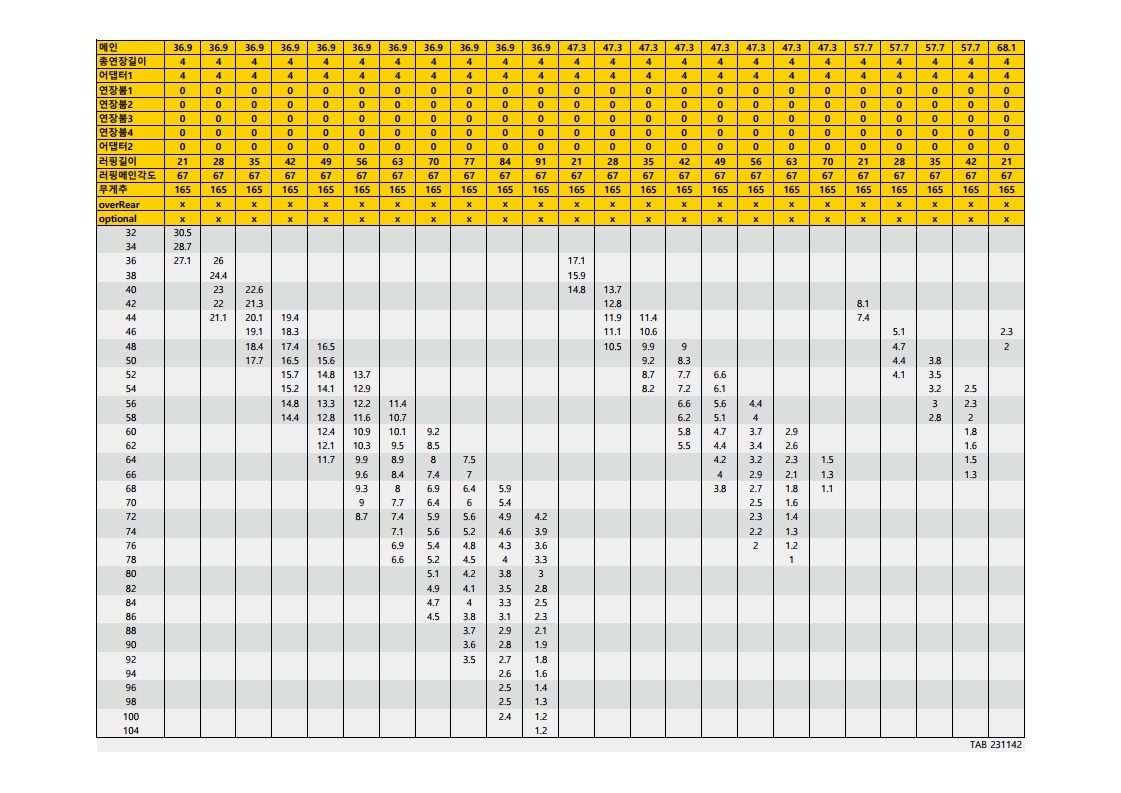 메인 36.9 36.9 36.9 36.9 36.9 36.9 36.9 36.9 36.9 36.9 36.9 47.3 47.3 47.3 47.3 47.3 47.3 47.3 47.3 57.7 57.7 57.7 57.7 68.1
총연장길이 4 4 4 4 4 4 4 4 4 4 4 4 4 4 4 4 4 4 4 4 4 4 4 4
어댑터1 4 4 4 4 4 4 4 4 4 4 4 4 4 4 4 4 4 4 4 4 4 4 4 4
연장붐1 0 0 0 0 0 0 0 0 0 0 0 0 0 0 0 0 0 0 0 0 0 0 0 0
연장붐2 0 0 0 0 0 0 0 0 0 0 0 0 0 0 0 0 0 0 0 0 0 0 0 0
연장붐3 0 0 0 0 0 0 0 0 0 0 0 0 0 0 0 0 0 0 0 0 0 0 0 0
연장붐4 0 0 0 0 0 0 0 0 0 0 0 0 0 0 0 0 0 0 0 0 0 0 0 0
어댑터2 0 0 0 0 0 0 0 0 0 0 0 0 0 0 0 0 0 0 0 0 0 0 0 0
러핑길이 21 28 35 42 49 56 63 70 77 84 91 21 28 35 42 49 56 63 70 21 28 35 42 21
러핑메인각도 67 67 67 67 67 67 67 67 67 67 67 67 67 67 67 67 67 67 67 67 67 67 67 67
무게추 165 165 165 165 165 165 165 165 165 165 165 165 165 165 165 165 165 165 165 165 165 165 165 165
overRear x x x x x x x x x x x x x x x x x x x x x x x x
optional x x x x x x x x x x x x x x x x x x x x x x x x
32 30.5
34 28.7
36 27.1 26 17.1
38 24.4 15.9
40 23 22.6 14.8 13.7
42 22 21.3 12.8 8.1
44 21.1 20.1 19.4 11.9 11.4 7.4
46 19.1 18.3 11.1 10.6 5.1 2.3
48 18.4 17.4 16.5 10.5 9.9 9 4.7 2
50 17.7 16.5 15.6 9.2 8.3 4.4 3.8
52 15.7 14.8 13.7 8.7 7.7 6.6 4.1 3.5
54 15.2 14.1 12.9 8.2 7.2 6.1 3.2 2.5
56 14.8 13.3 12.2 11.4 6.6 5.6 4.4 3 2.3
58 14.4 12.8 11.6 10.7 6.2 5.1 4 2.8 2
60 12.4 10.9 10.1 9.2 5.8 4.7 3.7 2.9 1.8
62 12.1 10.3 9.5 8.5 5.5 4.4 3.4 2.6 1.6
64 11.7 9.9 8.9 8 7.5 4.2 3.2 2.3 1.5 1.5
66 9.6 8.4 7.4 7 4 2.9 2.1 1.3 1.3
68 9.3 8 6.9 6.4 5.9 3.8 2.7 1.8 1.1
70 9 7.7 6.4 6 5.4 2.5 1.6
72 8.7 7.4 5.9 5.6 4.9 4.2 2.3 1.4
74 7.1 5.6 5.2 4.6 3.9 2.2 1.3
76 6.9 5.4 4.8 4.3 3.6 2 1.2
78 6.6 5.2 4.5 4 3.3 1
80 5.1 4.2 3.8 3
82 4.9 4.1 3.5 2.8
84 4.7 4 3.3 2.5
86 4.5 3.8 3.1 2.3
88 3.7 2.9 2.1
90 3.6 2.8 1.9
92 3.5 2.7 1.8
94 2.6 1.6
96 2.5 1.4
98 2.5 1.3
100 2.4 1.2
104 1.2
TAB 231142